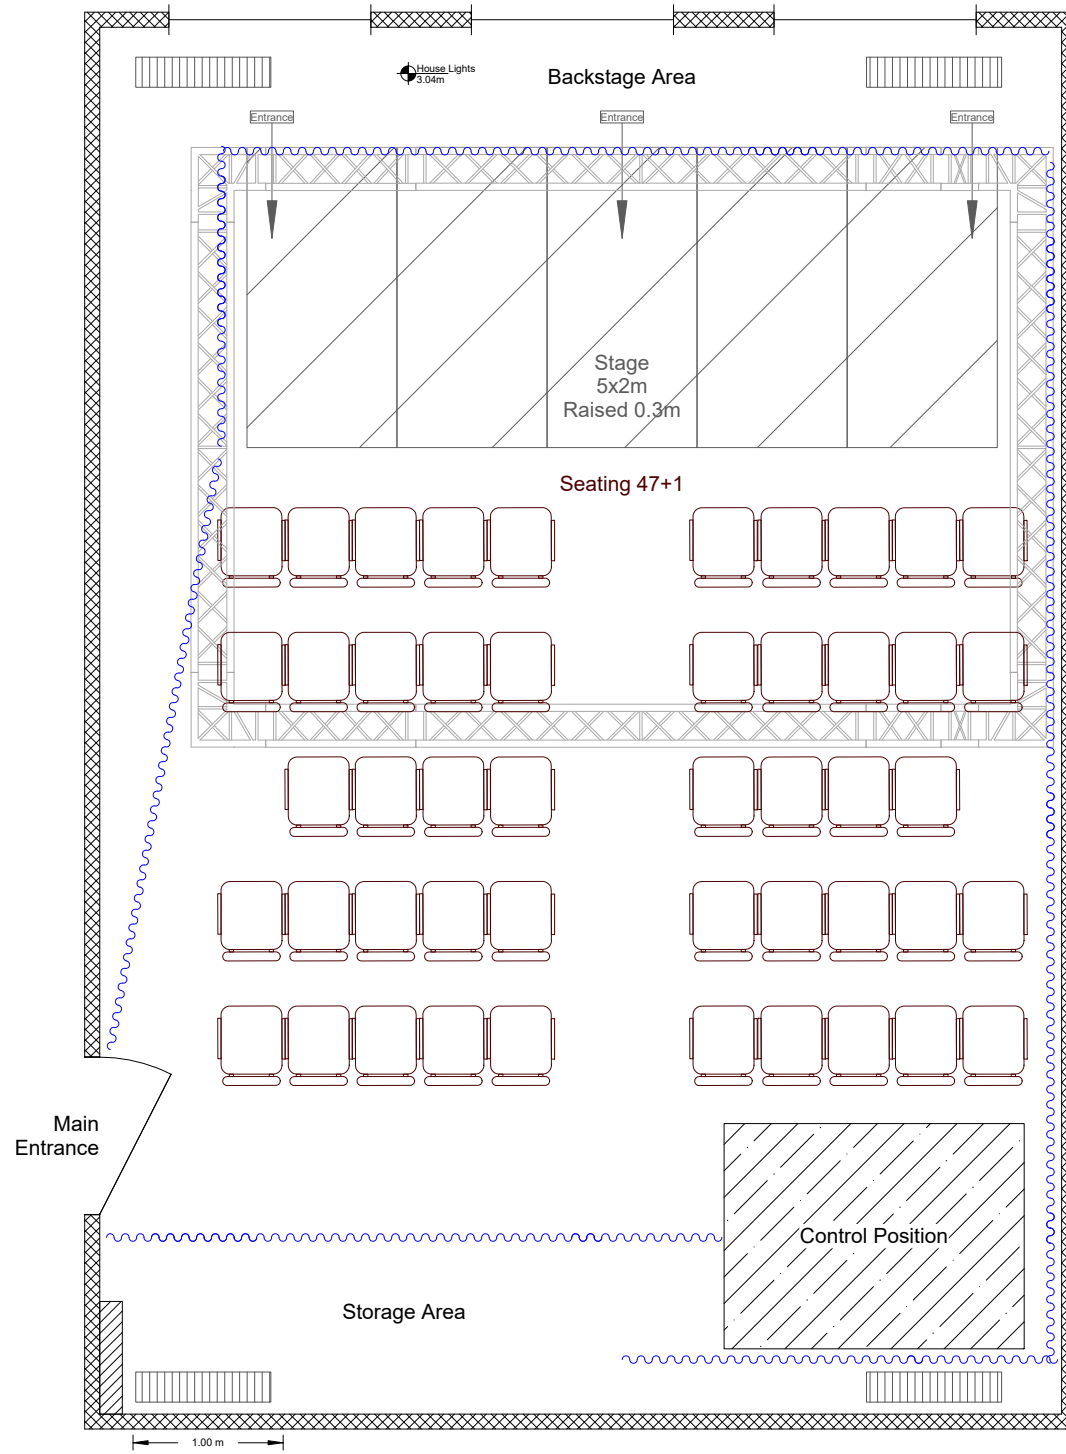 House Lights
3.04m
Backstage Area
Entrance
Entrance
Entrance
Stage
5x2m
Raised 0.3m
Seating 47+1
Main
Entrance
Control Position
Storage Area
1.00 m